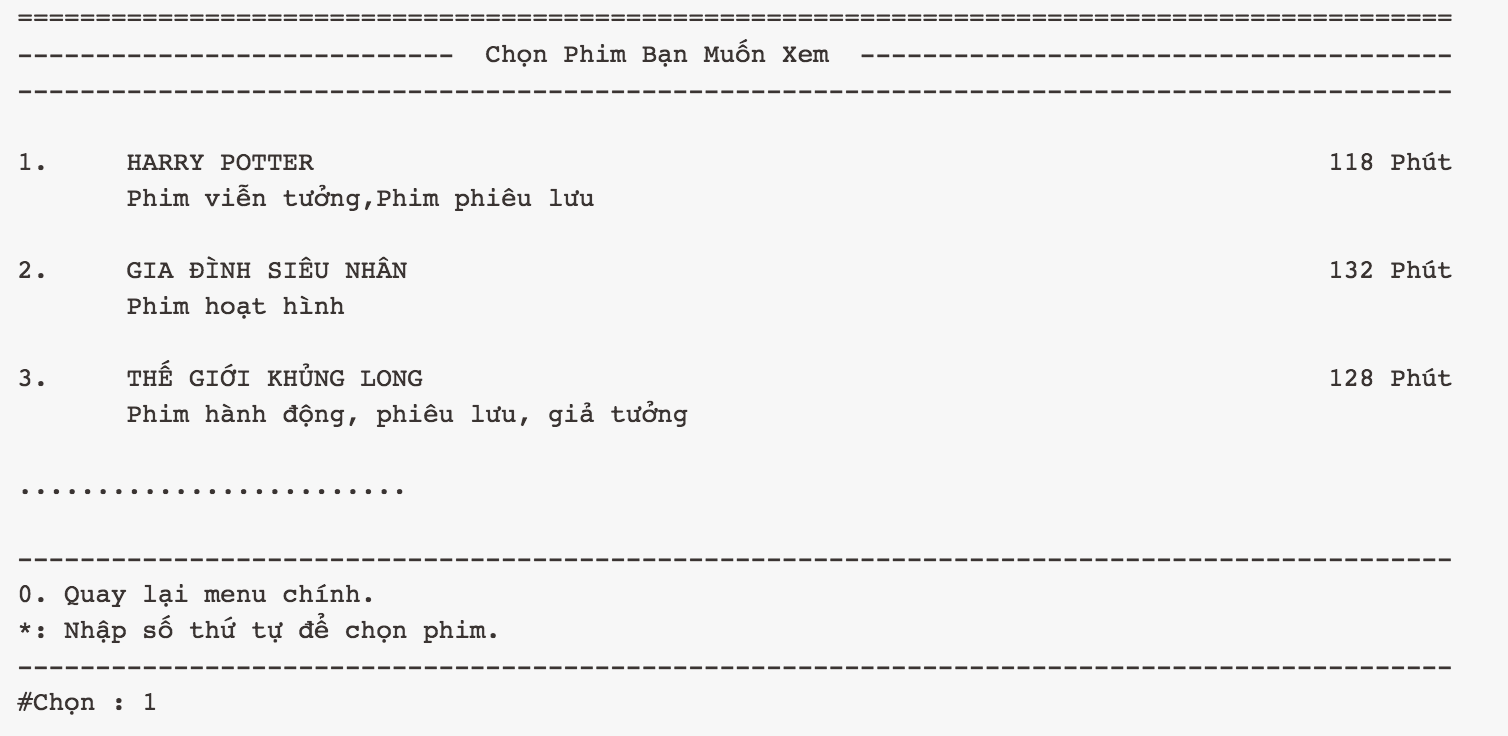 ============================================================================================
---------------------------- Chọn Phim Bạn Muốn Xem --------------------------------------
--------------------------------------------------------------------------------------------
1. HARRY POTTER 118 Phút
Phim viễn tưởng,Phim phiêu lưu
2. GIA ĐÌNH SIÊU NHÂN 132 Phút
Phim hoạt hình
3. THẾ GIỚI KHỦNG LONG 128 Phút
Phim hành động, phiêu lưu, giả tưởng
.........................
--------------------------------------------------------------------------------------------
0. Quay lại menu chính.
*: Nhập số thứ tự để chọn phim.
--------------------------------------------------------------------------------------------
#Chọn : 1